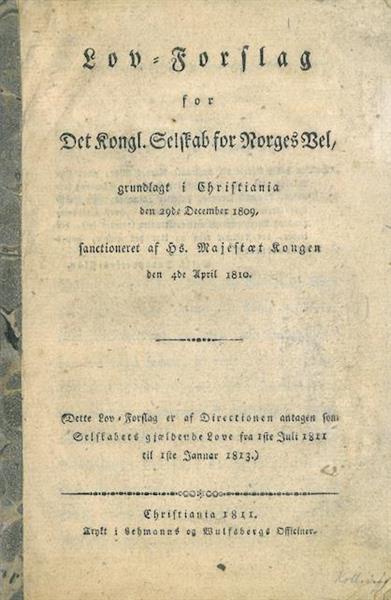 Lov-Forslag
for
Det Kongl. Selskab for Norges Vel,
grundlagt i Christiania
den 29de December 1809,
sanctioneret af Hs. Majestæt Kongen
den 4de April 1810.
(Dette Lov-Forslag er af Directionen antagen som
Selskabets gjældende Love fra 1ste Juli 1811
til 1ste Januar 1813.)
Christiania 1811.
Trykt i Lehmanns og Wulfsbergs Officiner.